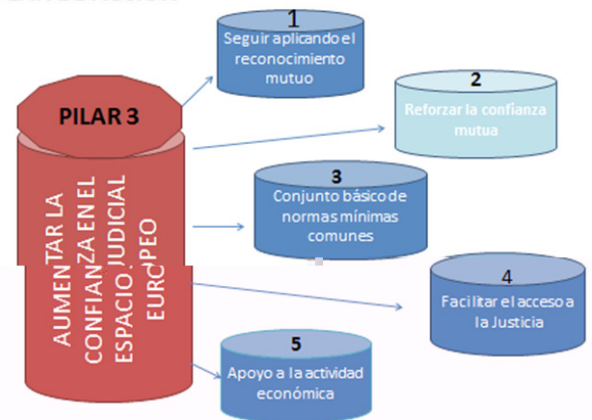 1
Seguir aplicando el
reconocimiento
mutuo
PILAR 3
2
Reforzar la confianza
mutua
3
Conjunto básico de
normas mínimas
comunes
AUMENTAR LA
CONFIANZA EN EL
ESPACIO JUDICIAL
EUROPEO
4
Facilitar el acceso a
la Justicia
5
Apoyo a la actividad
económica